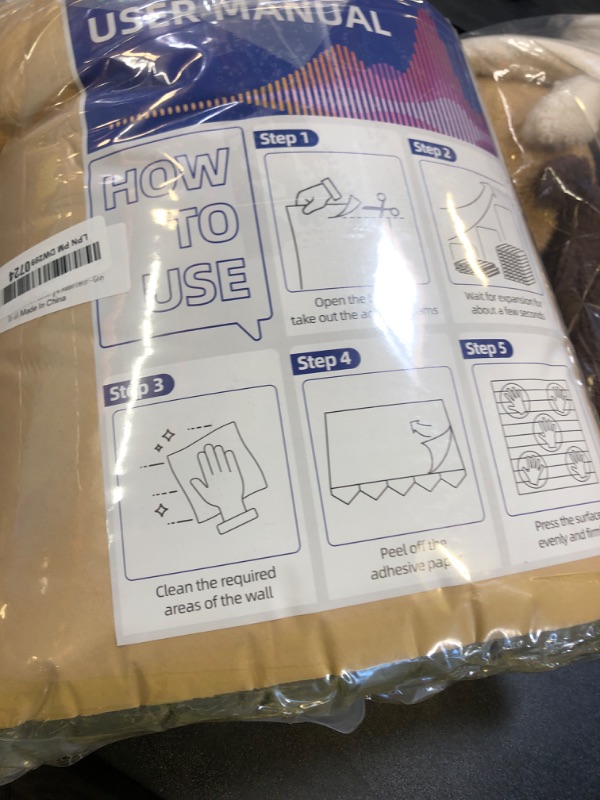 USER MANUAL
HOW
TO
USE
Step 1
Open the
take out the
Step 2
Wait for expansion for
about a few seconds
Step 3
Clean the required
areas of the wall
Step 4
Peel off the
adhesive
Step 5
Press the surface
evenly and
LPN PM DW299 0724
Made In China